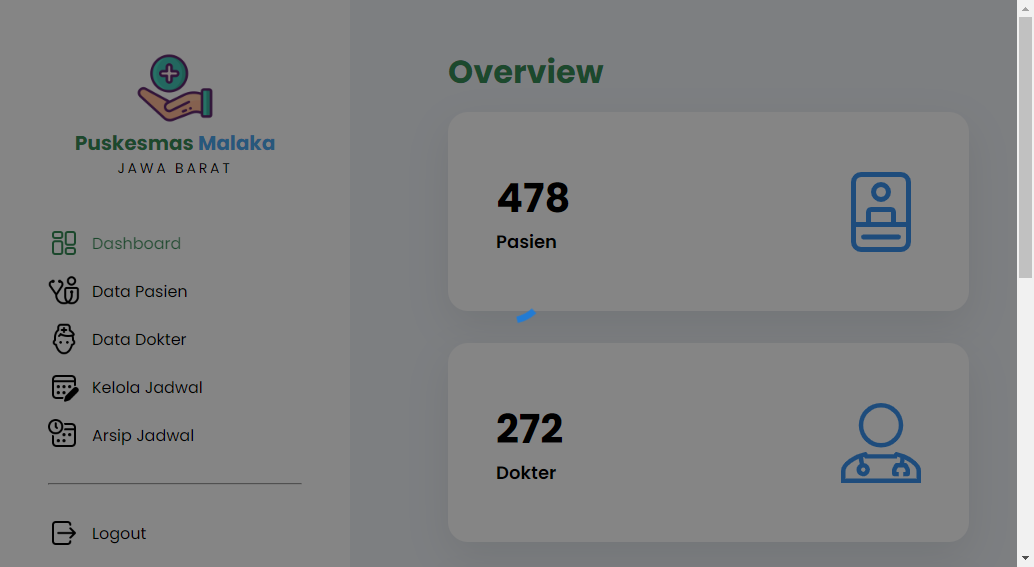 Puskesmas Malaka
JAWA BARAT
Dashboard
Data Pasien
Data Dokter
Kelola Jadwal
Arsip Jadwal
Logout
Overview
478
Pasien
272
Dokter